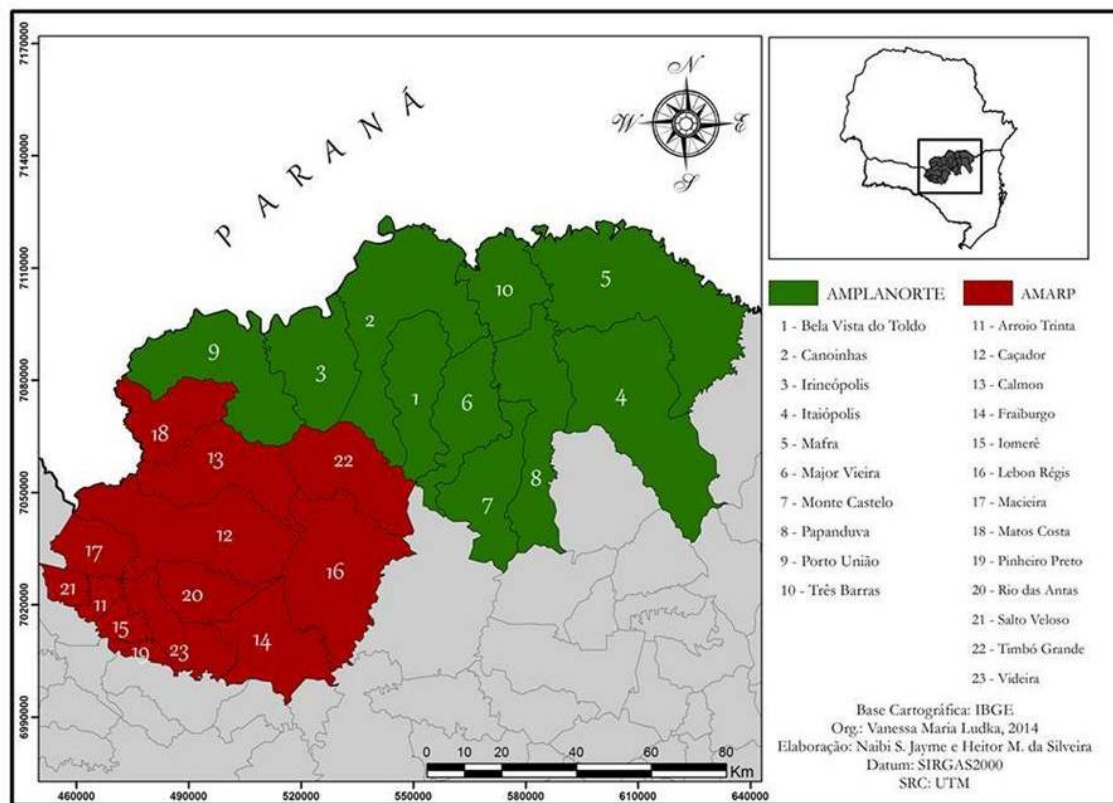 PARANÁ
N
W
E
S
7170000
7140000
7110000
7080000
7050000
7020000
6990000
460000
490000
520000
550000
580000
610000
640000
5
10
2
9
3
1
6
4
18
13
22
8
7
12
17
16
21
20
11
15
14
19
23
0 10 20 40 60 80
Km
AMPLANORTE
1 - Bela Vista do Toldo
2 - Canoinhas
3 - Irineópolis
4 - Itaiópolis
5 - Mafra
6 - Major Vieira
7 - Monte Castelo
8 - Papanduva
9 - Porto União
10 - Três Barras
AMARP
11 - Arroio Trinta
12 - Caçador
13 - Calmon
14 - Fraiburgo
15 - Iomerê
16 - Lebon Régis
17 - Macieira
18 - Matos Costa
19 - Pinheiro Preto
20 - Rio das Antas
21 - Salto Veloso
22 - Timbó Grande
23 - Videira
Base Cartográfica: IBGE
Org.: Vanessa Maria Ludka, 2014
Elaboração: Naibi S. Jayme e Heitor M. da Silveira
Datum: SIRGAS2000
SRC: UTM